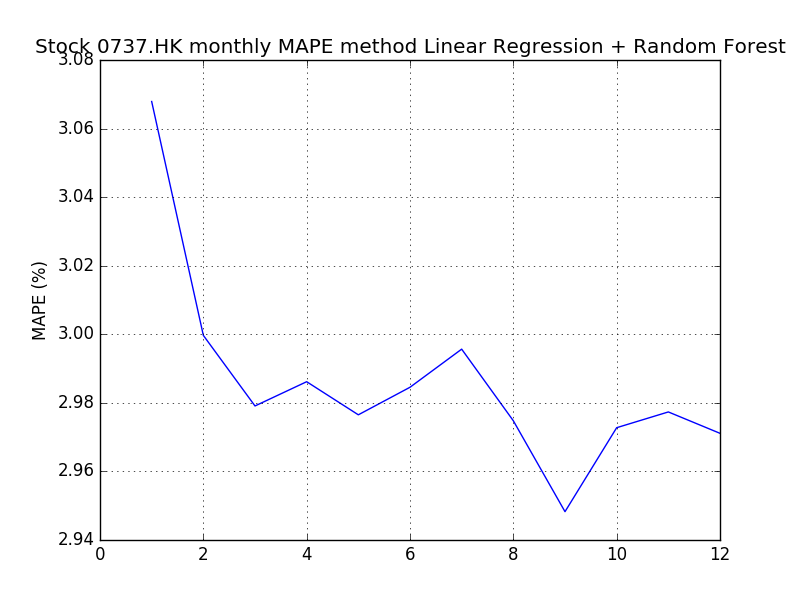 Stock 0737.HK monthly MAPE method Linear Regression + Random Forest
3.08
3.06
3.04
3.02
3.00
2.98
2.96
2.94
MAPE (%)
0 2 4 6 8 10 12